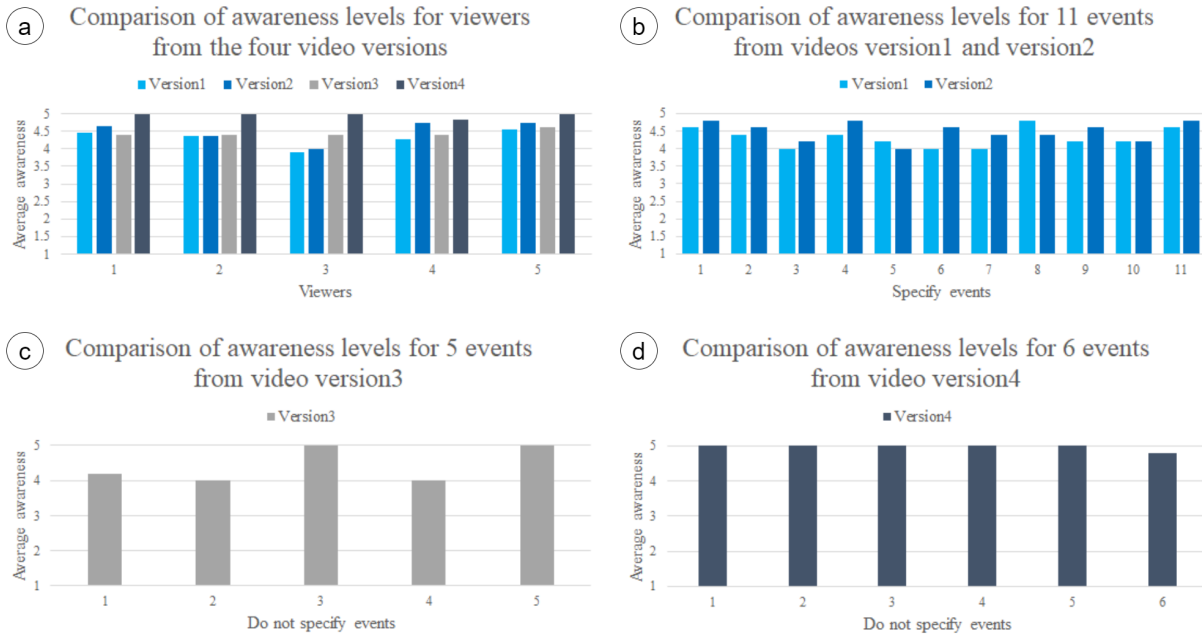 a
Comparison of awareness levels for viewers
from the four video versions
Version1 Version2 Version3 Version4
Average awareness
5
4.5
4
3.5
3
2.5
2
1.5
1
1 2 3 4 5
Viewers
b
Comparison of awareness levels for 11 events
from videos version1 and version2
Version1 Version2
Average awareness
5
4.5
4
3.5
3
2.5
2
1.5
1
1 2 3 4 5 6 7 8 9 10 11
Specify events
c
Comparison of awareness levels for 5 events
from video version3
Version3
Average awareness
5
4
3
2
1
1 2 3 4 5
Do not specify events
d
Comparison of awareness levels for 6 events
from video version4
Version4
Average awareness
5
4
3
2
1
1 2 3 4 5 6
Do not specify events